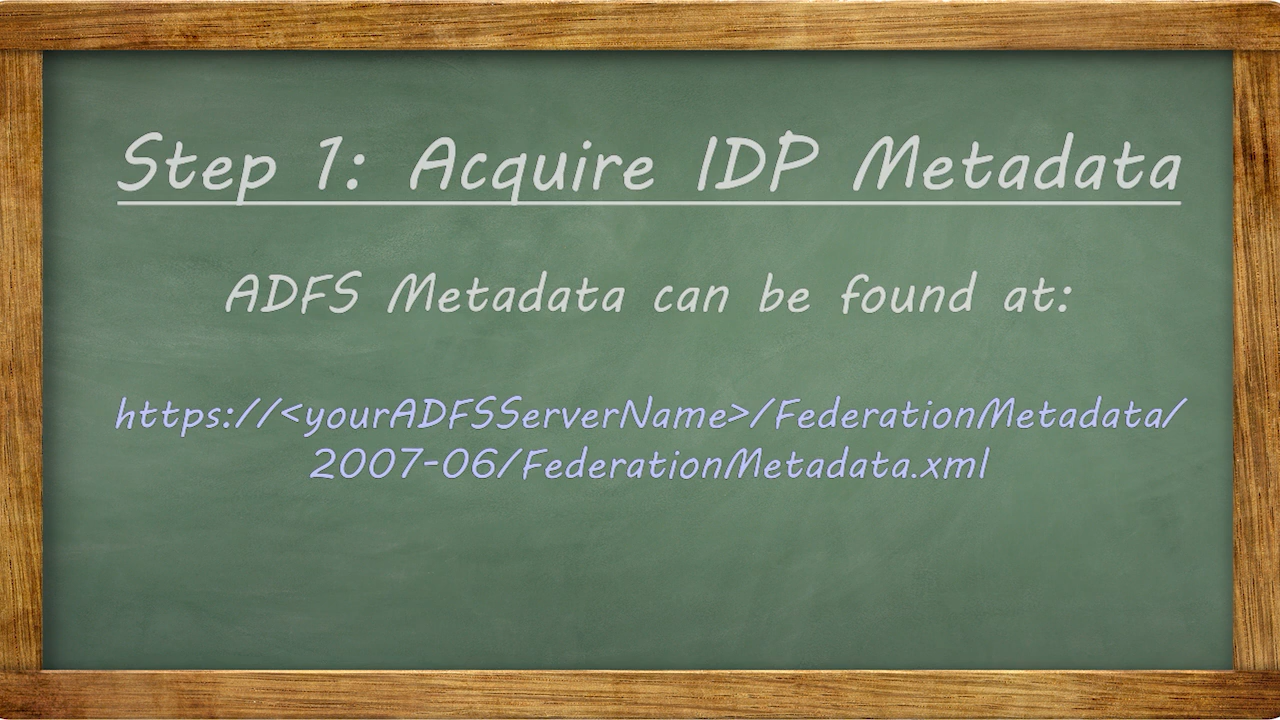 Step 1: Acquire IDP Metadata
ADFS Metadata can be found at:
https://<yourADFSServerName>/FederationMetadata/
2007-06/FederationMetadata.xml